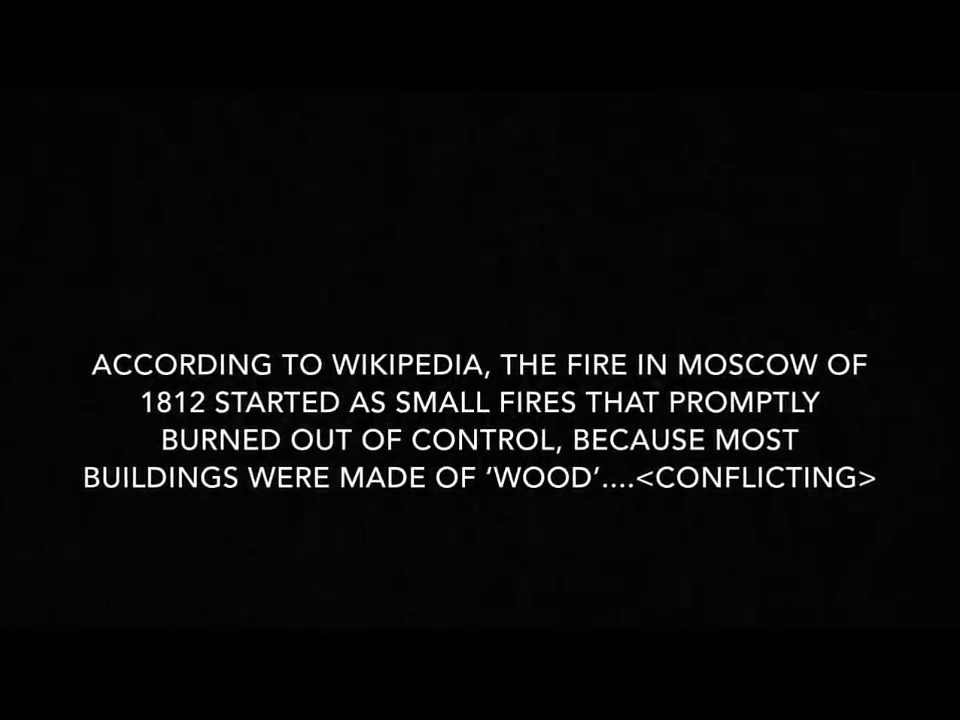 ACCORDING TO WIKIPEDIA, THE FIRE IN MOSCOW OF
1812 STARTED AS SMALL FIRES THAT PROMPTLY
BURNED OUT OF CONTROL, BECAUSE MOST
BUILDINGS WERE MADE OF ‘WOOD’....<CONFLICTING>